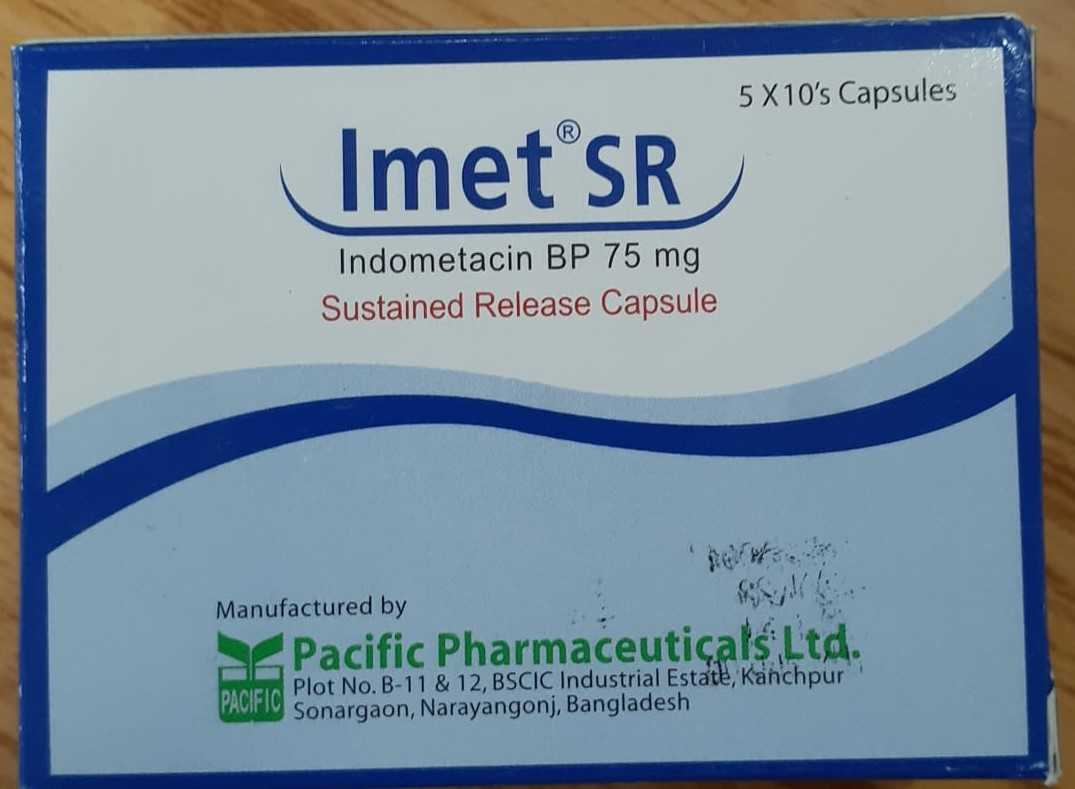 5 X10's Capsules
Imet® SR
Indometacin BP 75 mg
Sustained Release Capsule
Manufactured by
PACIFIC
Pacific Pharmaceuticals Ltd.
Plot No. B-11 & 12, BSCIC Industrial Estate, Kanchpur
Sonargaon, Narayangonj, Bangladesh